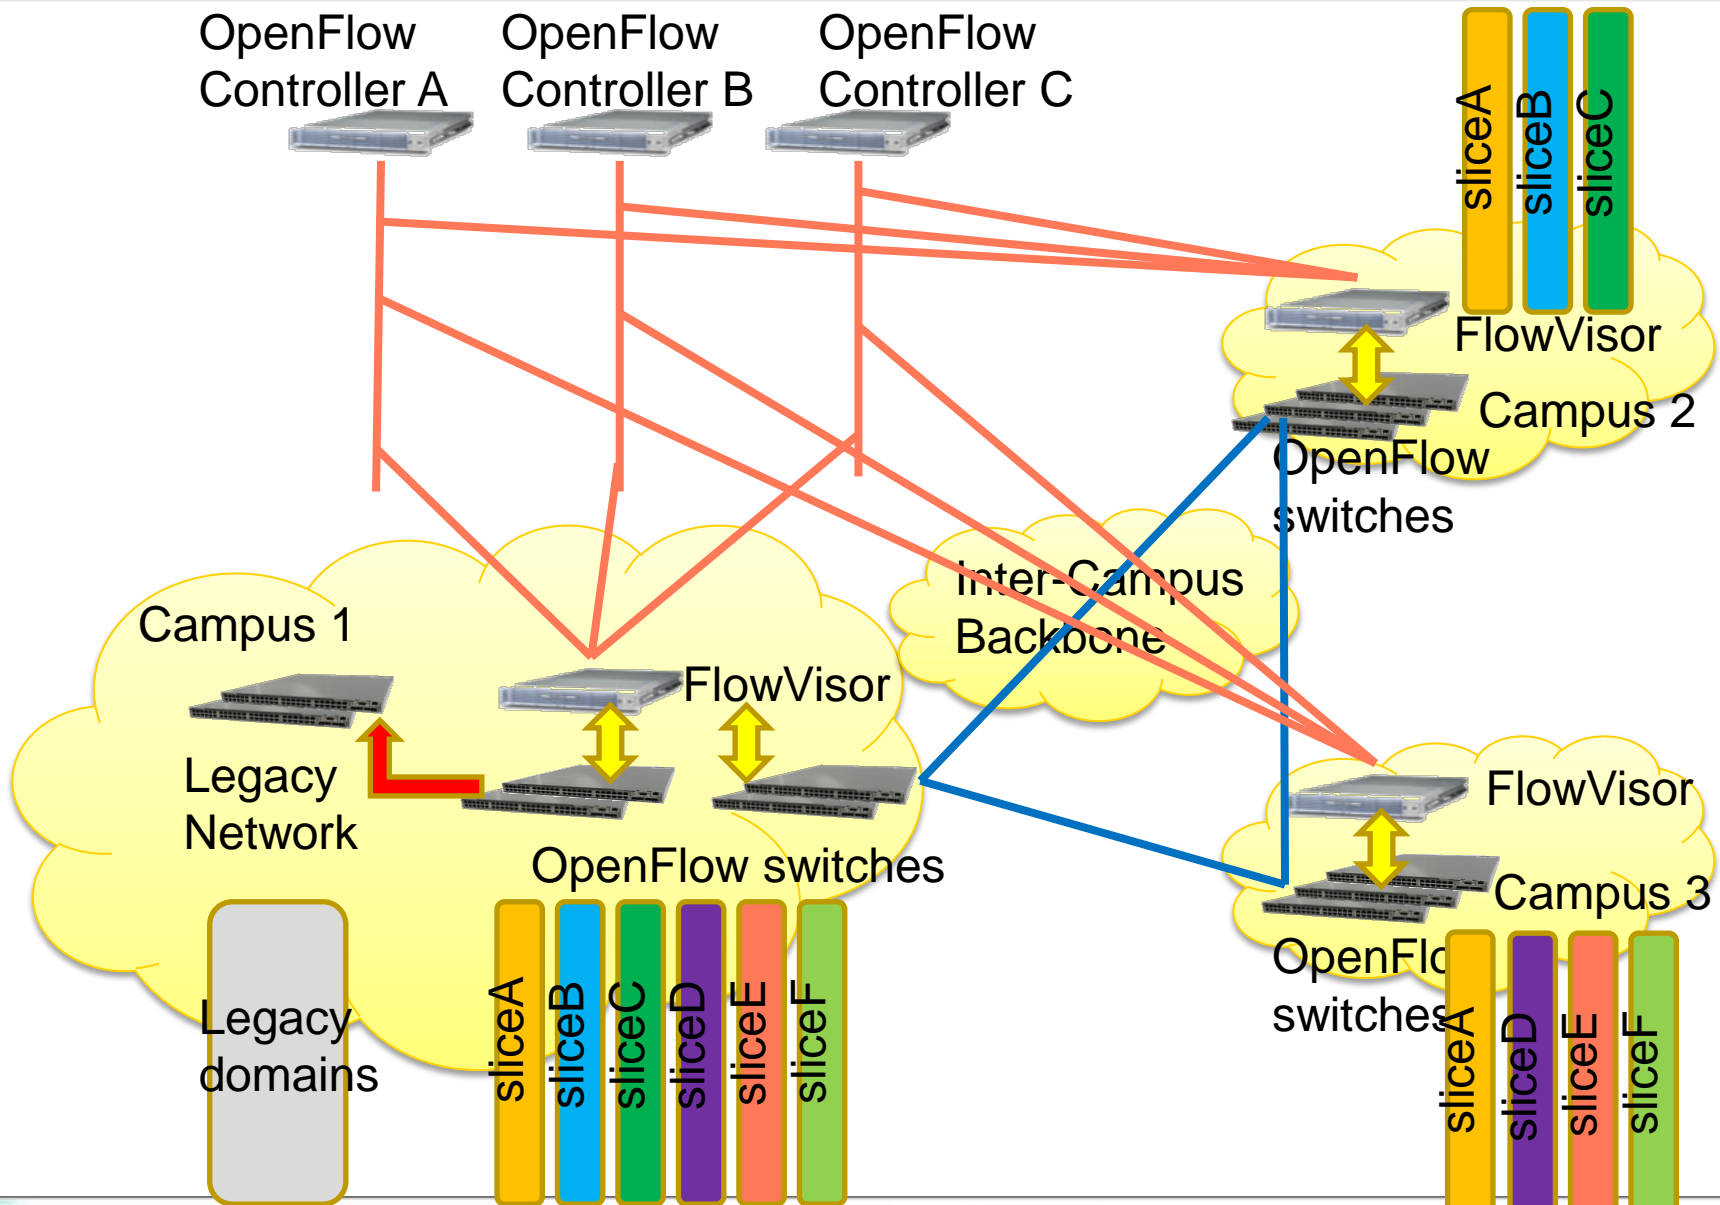 OpenFlow
Controller A
OpenFlow
Controller B
OpenFlow
Controller C
sliceA
sliceB
sliceC
FlowVisor
Campus 2
OpenFlow
switches
Inter-Campus
Backbone
Campus 1
FlowVisor
Legacy
Network
OpenFlow switches
FlowVisor
Campus 3
OpenFlo
switches
Legacy
domains
sliceA
sliceB
sliceC
sliceD
sliceE
sliceF
sliceA
sliceD
sliceE
sliceF